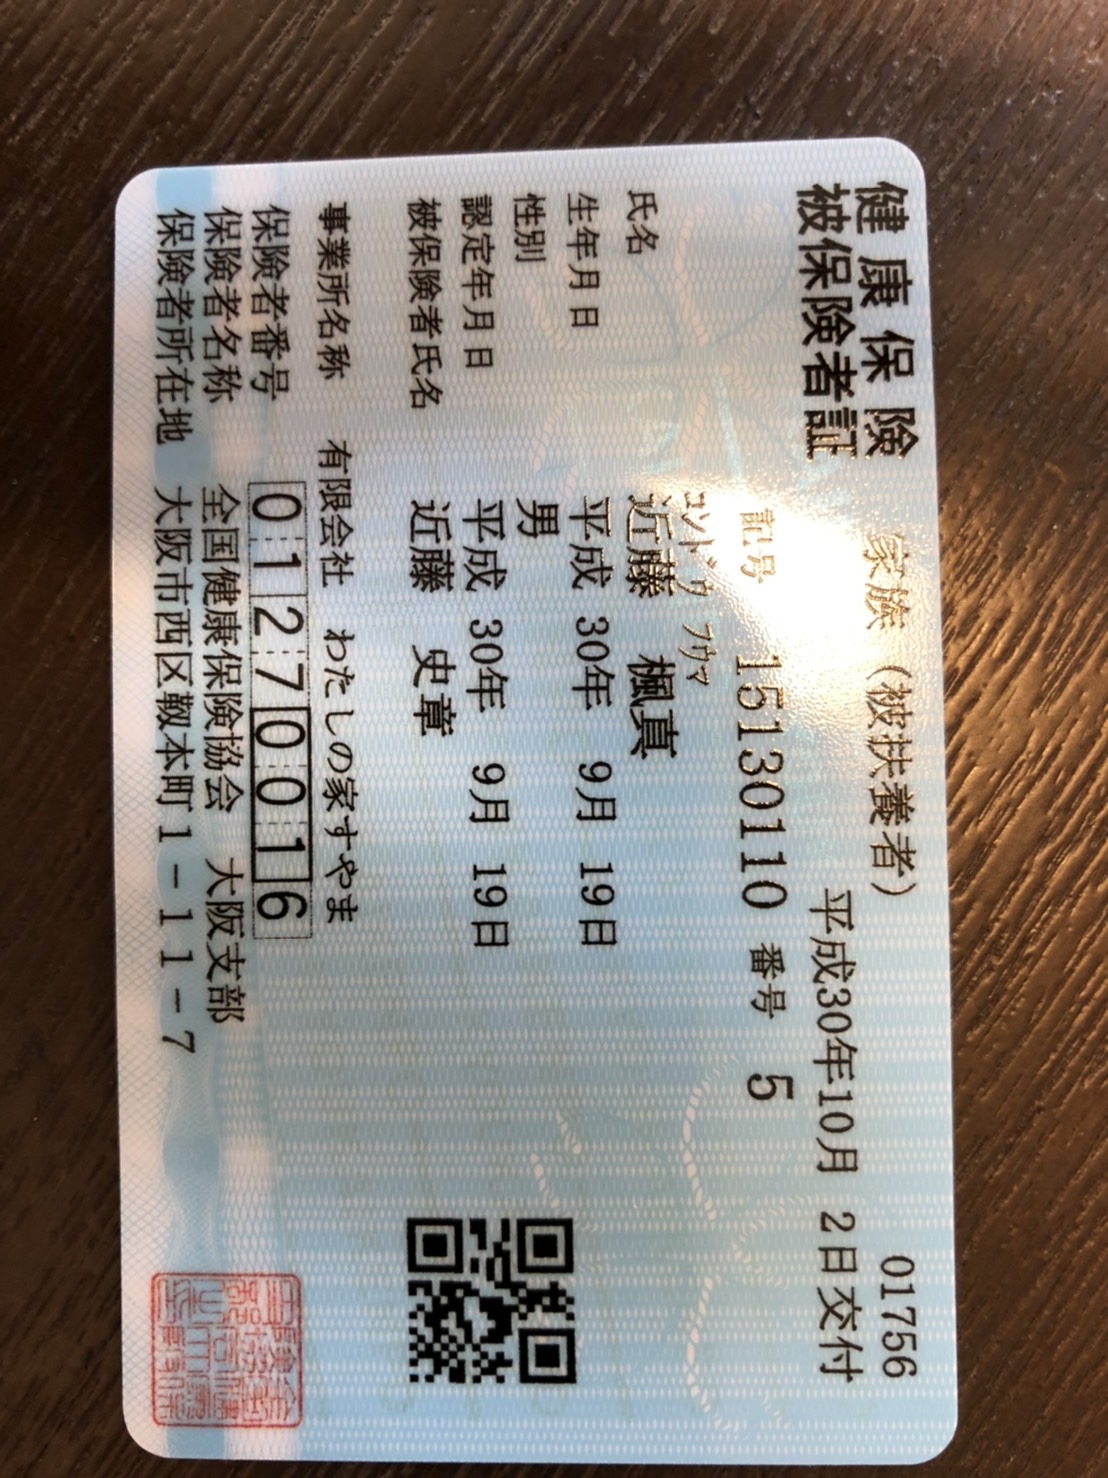 健康保険 家族（被扶養者） 01756
被保険者証 平成30年10月 2日交付
記号 15130110 番号 5
ｺﾝﾄﾞｳ ﾌｳﾏ
氏名 近藤 楓真
生年月日 平成 30年 9月 19日
性別 男
認定年月日 平成 30年 9月 19日
被保険者氏名 近藤 史章
事業所名称 有限会社 わたしの家すやま
保険者番号 01270016
保険者名称 全国健康保険協会 大阪支部
保険者所在地 大阪市西区靱本町1-11-7